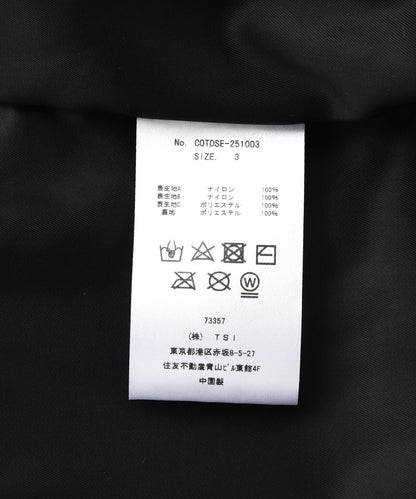 No. COTDSE-251003
SIZE. 3
表生地A ナイロン 100%
表生地B ナイロン 100%
表生地C ポリエステル 100%
裏地 ポリエステル 100%
W
73357
(株) TSI
東京都港区赤坂8-5-27
住友不動産青山ビル東館4F
中国製